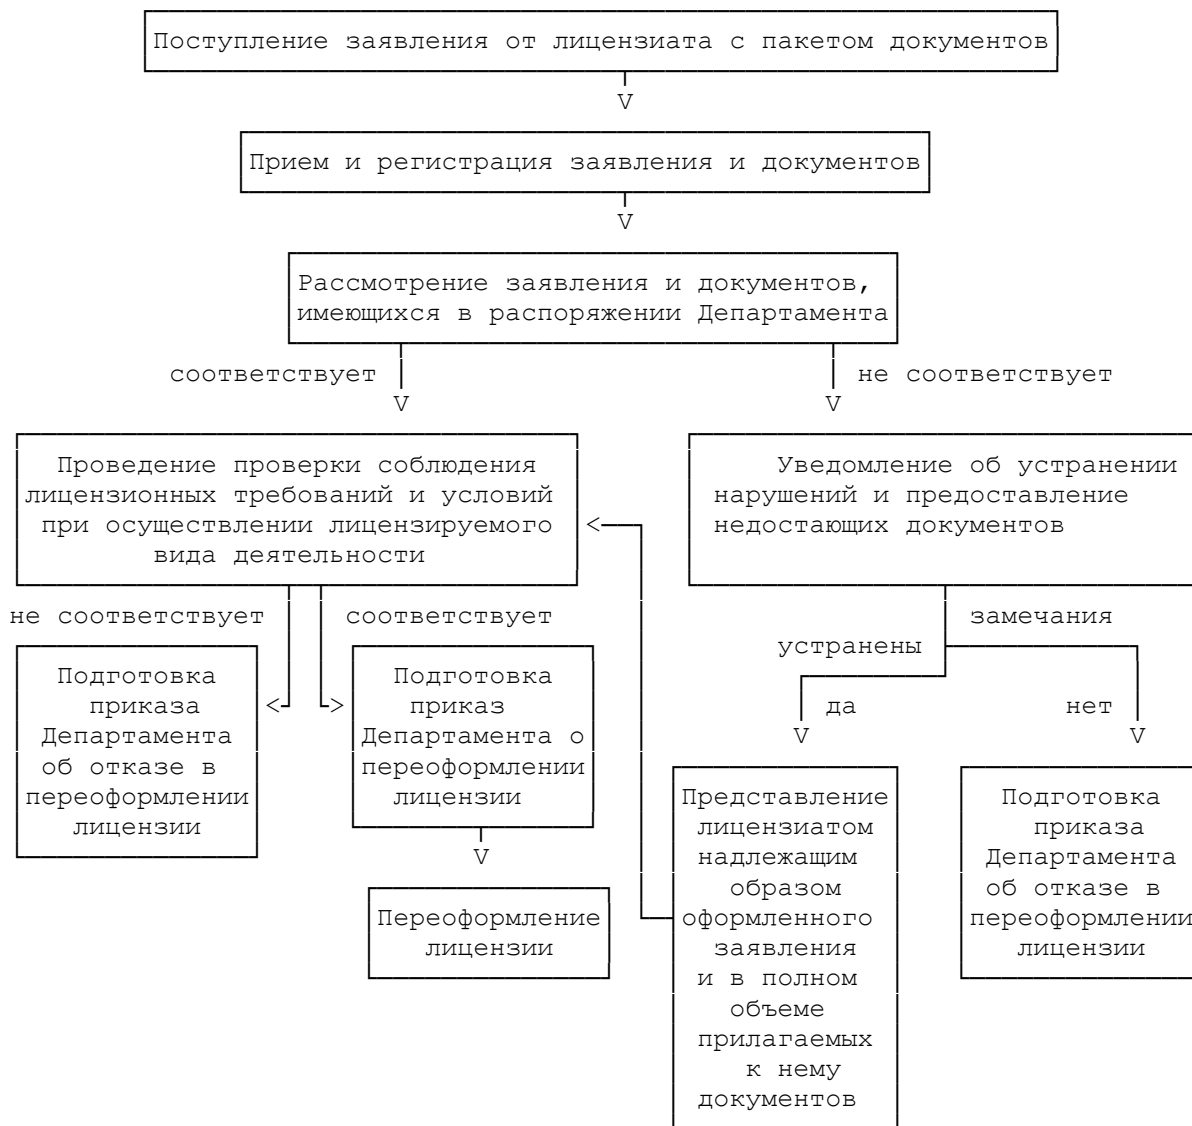 Поступление заявления от лицензиата с пакетом документов
V
Прием и регистрация заявления и документов
V
Рассмотрение заявления и документов,
имеющихся в распоряжении Департамента
соответствует
не соответствует
V
V
Проведение проверки соблюдения
лицензионных требований и условий
при осуществлении лицензируемого
вида деятельности
<
Уведомление об устранении
нарушений и предоставление
недостающих документов
не соответствует
соответствует
замечания
устранены
да
нет
V
V
Подготовка
приказа
Департамента
об отказе в
переоформлении
лицензии
<
>
Подготовка
приказ
Департамента о
переоформлении
лицензии
V
Переоформление
лицензии
Представление
лицензиатом
надлежащим
образом
оформленного
заявления
и в полном
объеме
прилагаемых
к нему
документов
Подготовка
приказа
Департамента
об отказе в
переоформлении
лицензии